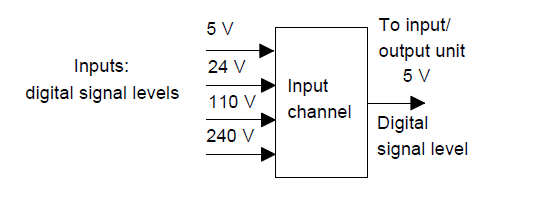 Inputs:
digital signal levels
5 V
24 V
110 V
240 V
Input
channel
To input/
output unit
5 V
Digital
signal level